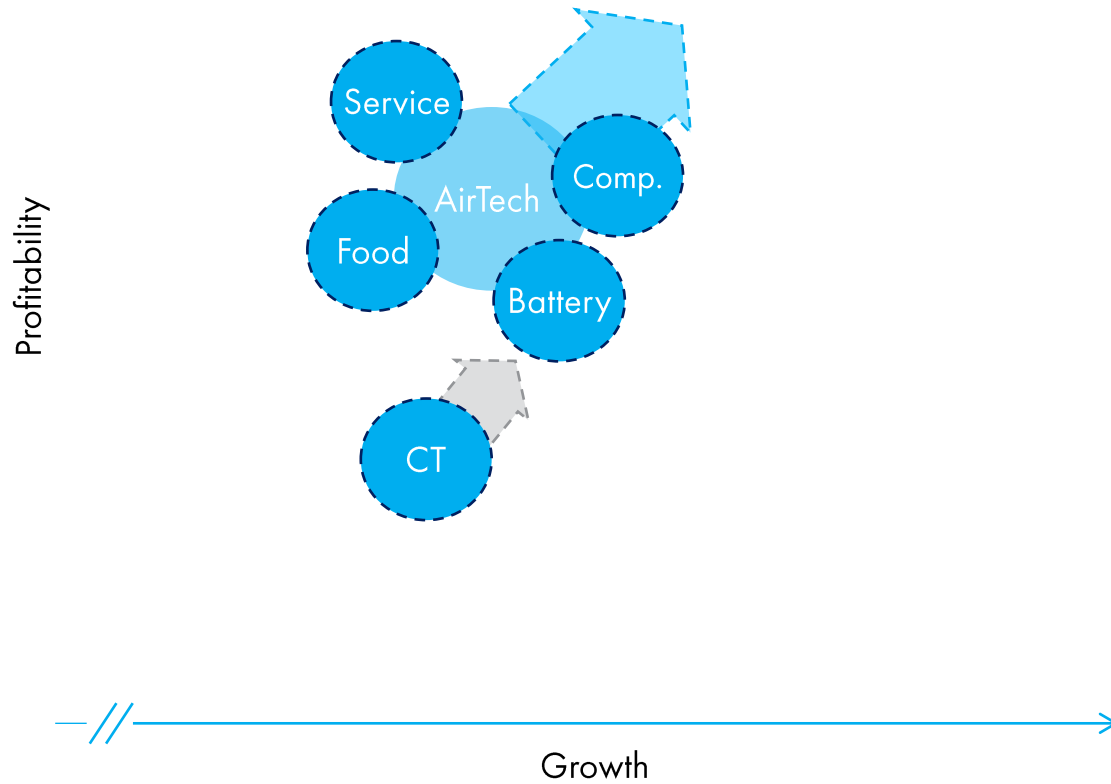 Service
Comp.
AirTech
Food
Battery
Profitability
CT
Growth